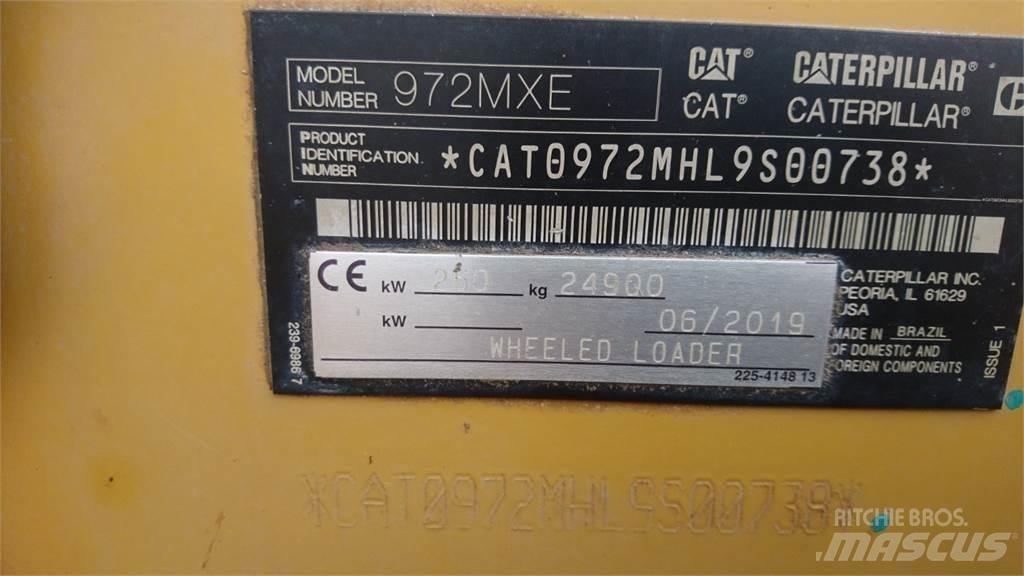 MODEL NUMBER 972MXE
CAT® CATERPILLAR®
CAT® CATERPILLAR®
PRODUCT IDENTIFICATION NUMBER *CAT0972MHL9S00738*
CE kW 250 kg 24900
kW 06/2019
WHEELED LOADER
225-4148 13
CATERPILLAR INC.
PEORIA, IL 61629
USA
MADE IN BRAZIL
OF DOMESTIC AND
FOREIGN COMPONENTS
ISSUE 1
239-6986 7
*CAT0972MHL9S00738*
RITCHIE BROS.
MASCUS